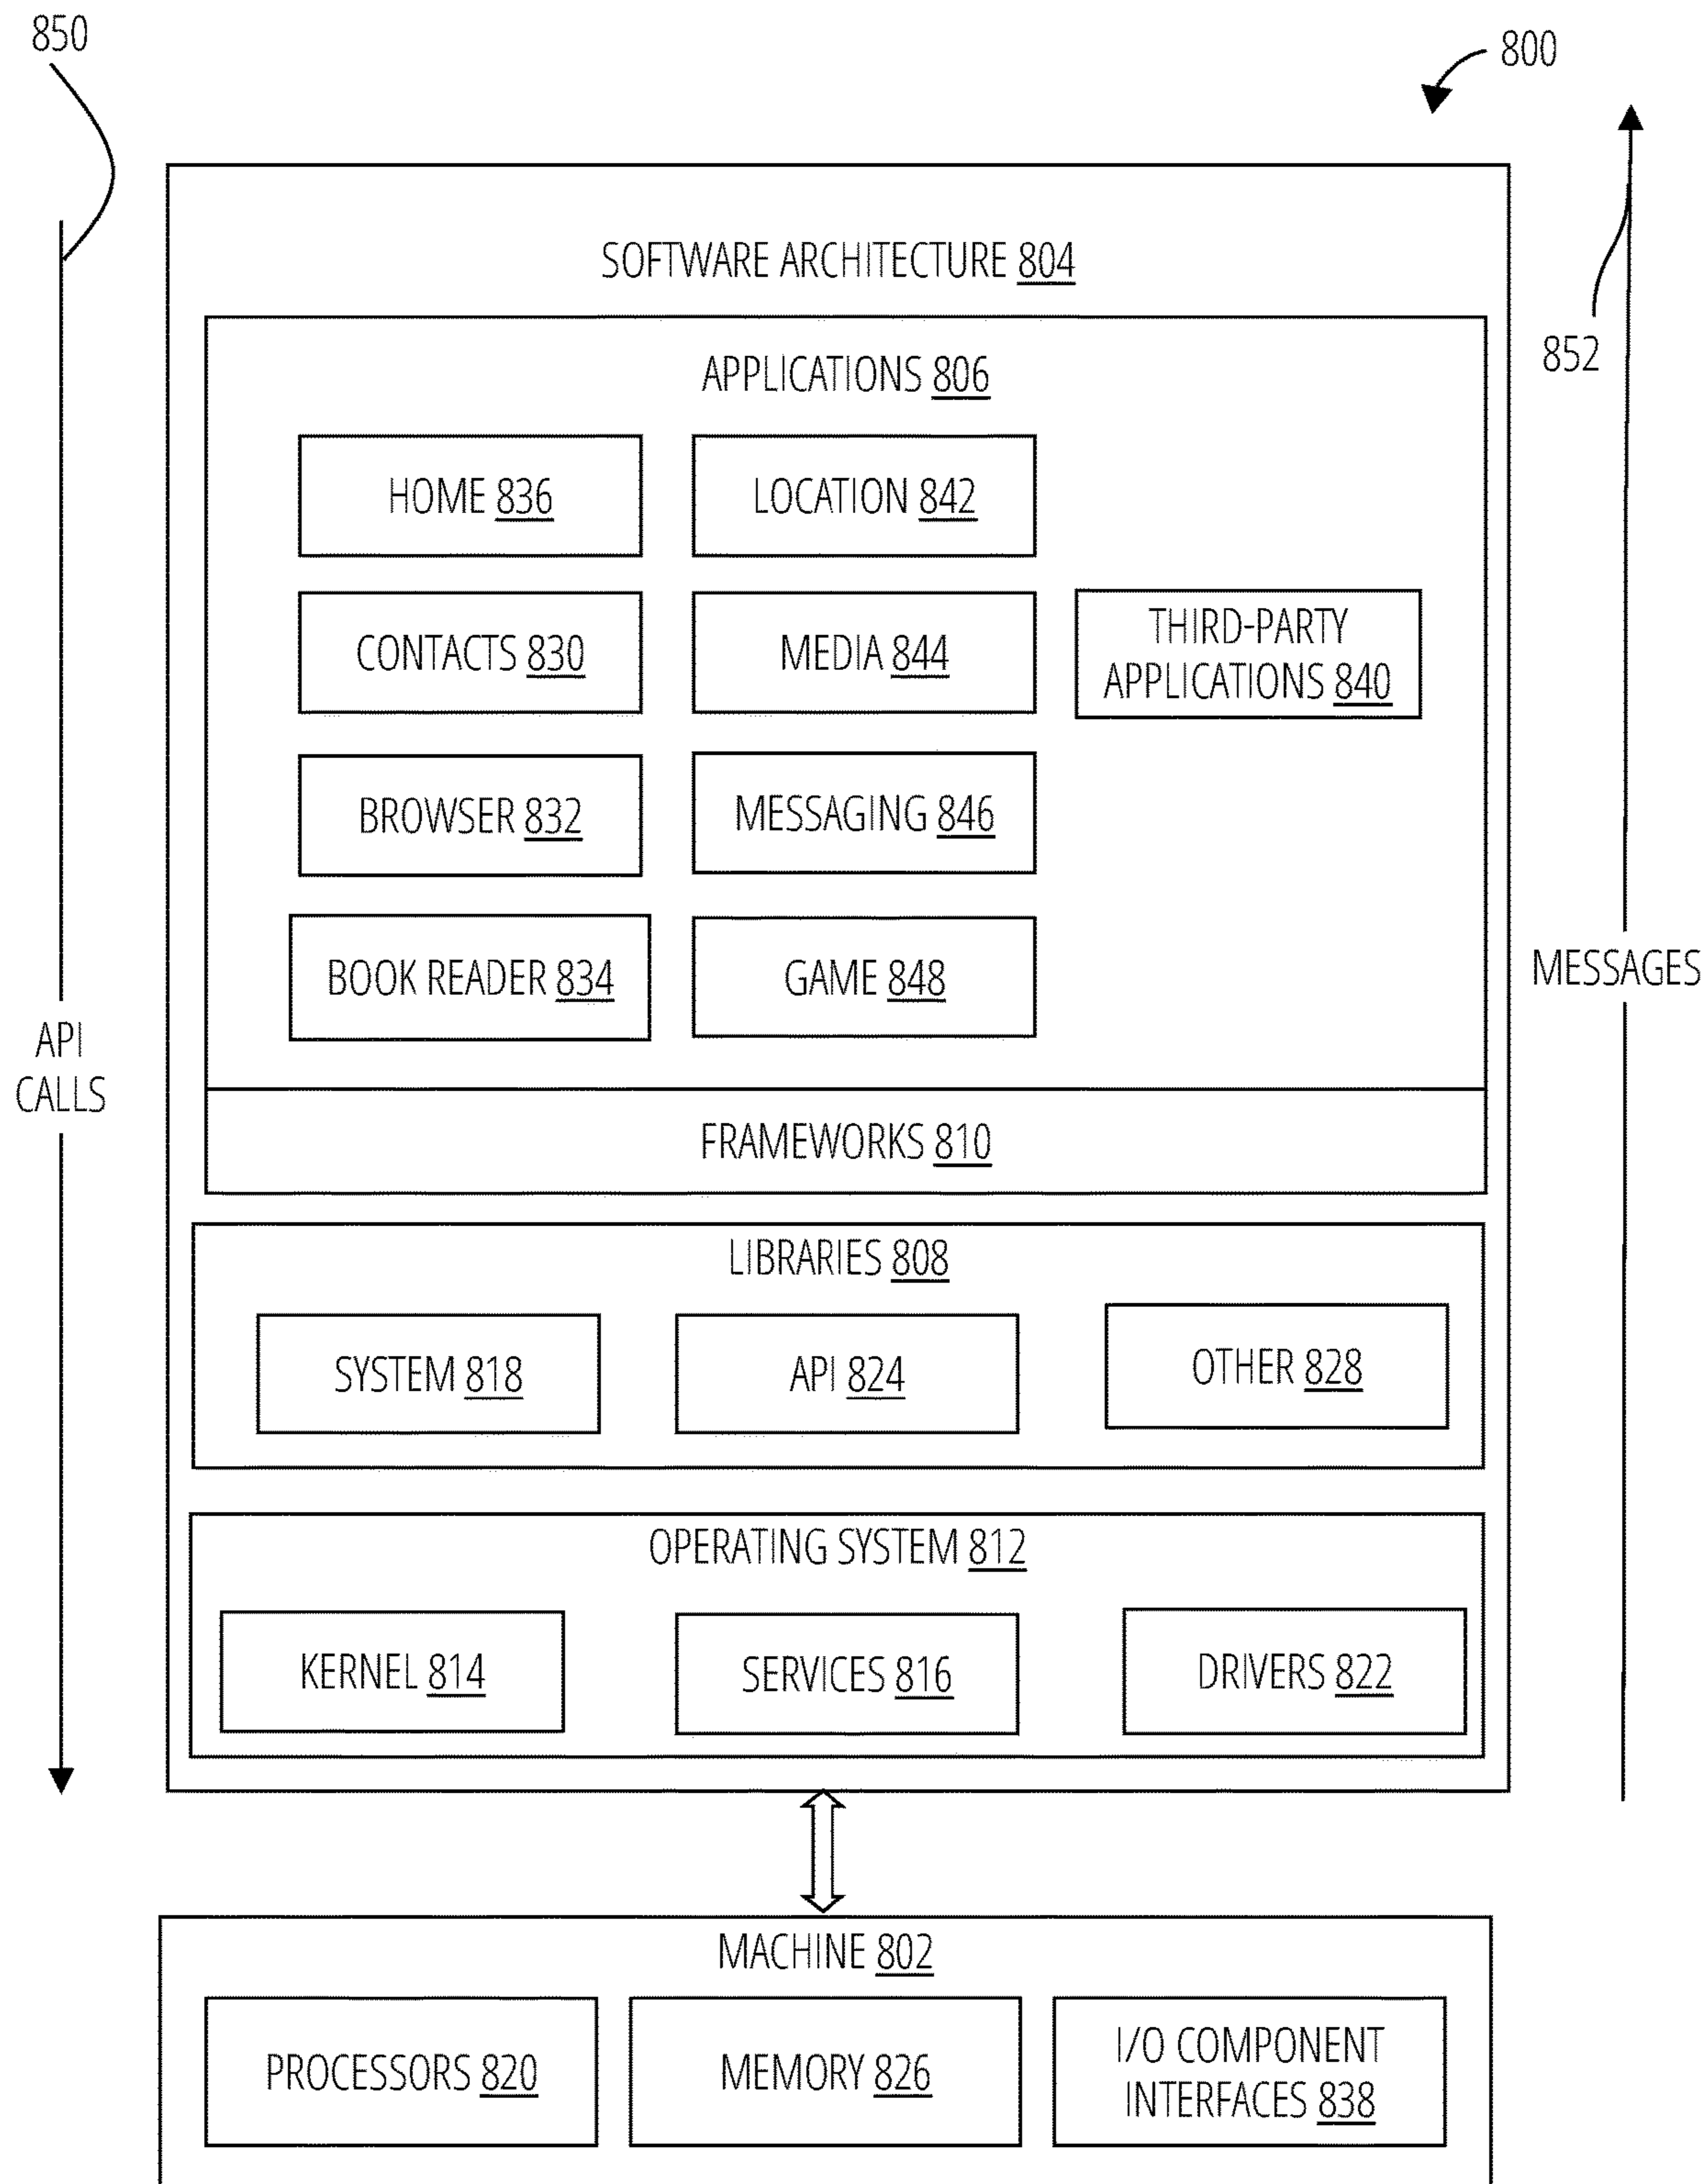 850
800
SOFTWARE ARCHITECTURE 804
852
APPLICATIONS 806
HOME 836
LOCATION 842
CONTACTS 830
MEDIA 844
THIRD-PARTY
APPLICATIONS 840
BROWSER 832
MESSAGING 846
BOOK READER 834
GAME 848
MESSAGES
API
CALLS
FRAMEWORKS 810
LIBRARIES 808
SYSTEM 818
API 824
OTHER 828
OPERATING SYSTEM 812
KERNEL 814
SERVICES 816
DRIVERS 822
MACHINE 802
PROCESSORS 820
MEMORY 826
I/O COMPONENT
INTERFACES 838